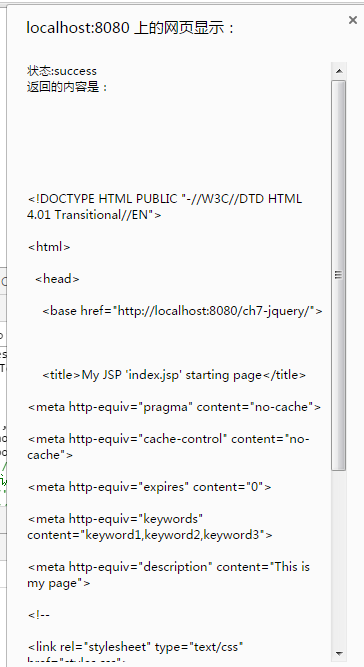 localhost:8080 上的网页显示：
状态:success
返回的内容是：
<!DOCTYPE HTML PUBLIC "-//W3C//DTD HTML
4.01 Transitional//EN">
<html>
<head>
<base href="http://localhost:8080/ch7-jquery/">
<title>My JSP 'index.jsp' starting page</title>
<meta http-equiv="pragma" content="no-cache">
<meta http-equiv="cache-control" content="no-
cache">
<meta http-equiv="expires" content="0">
<meta http-equiv="keywords"
content="keyword1,keyword2,keyword3">
<meta http-equiv="description" content="This is
my page">
<!--
<link rel="stylesheet" type="text/css"